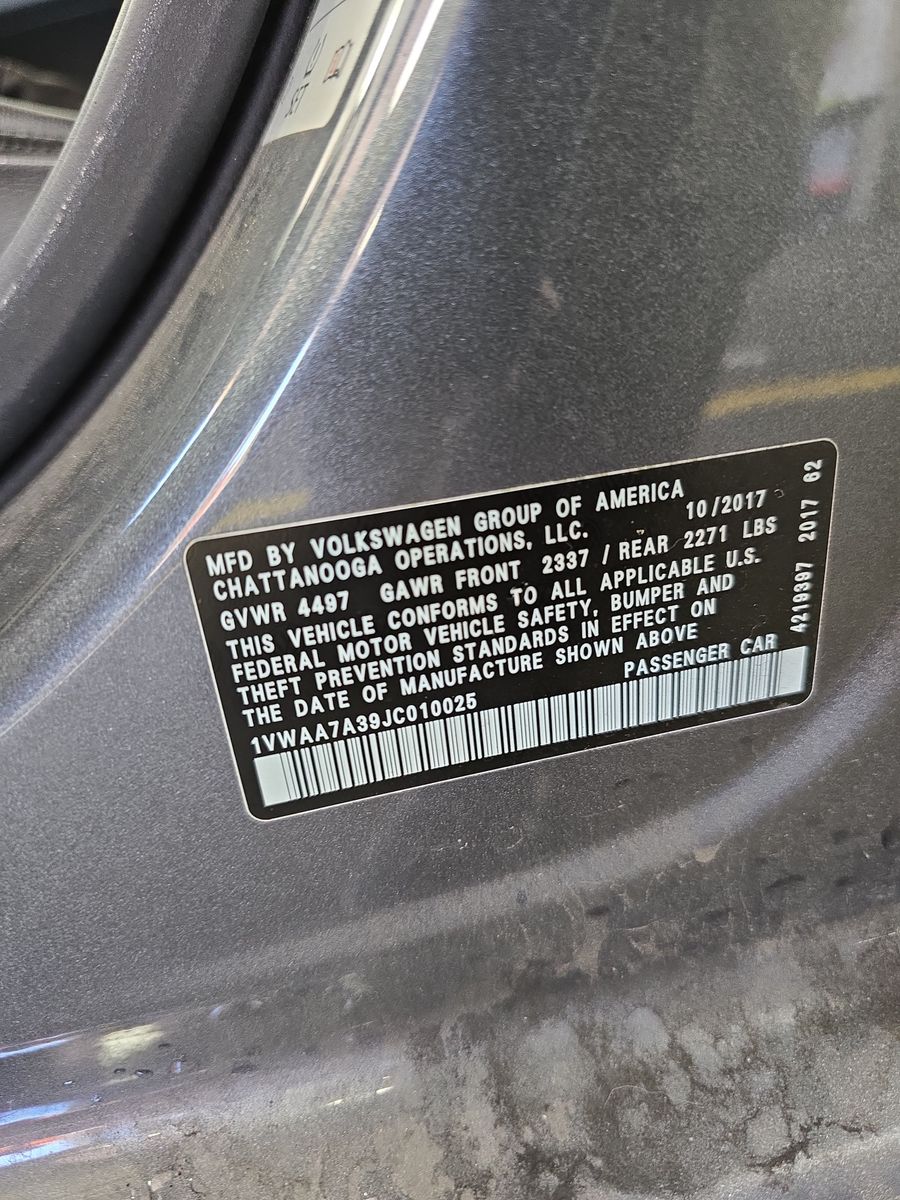 MFD BY VOLKSWAGEN GROUP OF AMERICA
CHATTANOOGA OPERATIONS, LLC. 10/2017
GVWR 4497 GAWR FRONT 2337 / REAR 2271 LBS
THIS VEHICLE CONFORMS TO ALL APPLICABLE U.S.
FEDERAL MOTOR VEHICLE SAFETY, BUMPER AND
THEFT PREVENTION STANDARDS IN EFFECT ON
THE DATE OF MANUFACTURE SHOWN ABOVE
1VWAA7A39JC010025 PASSENGER CAR
4219397 2017 62